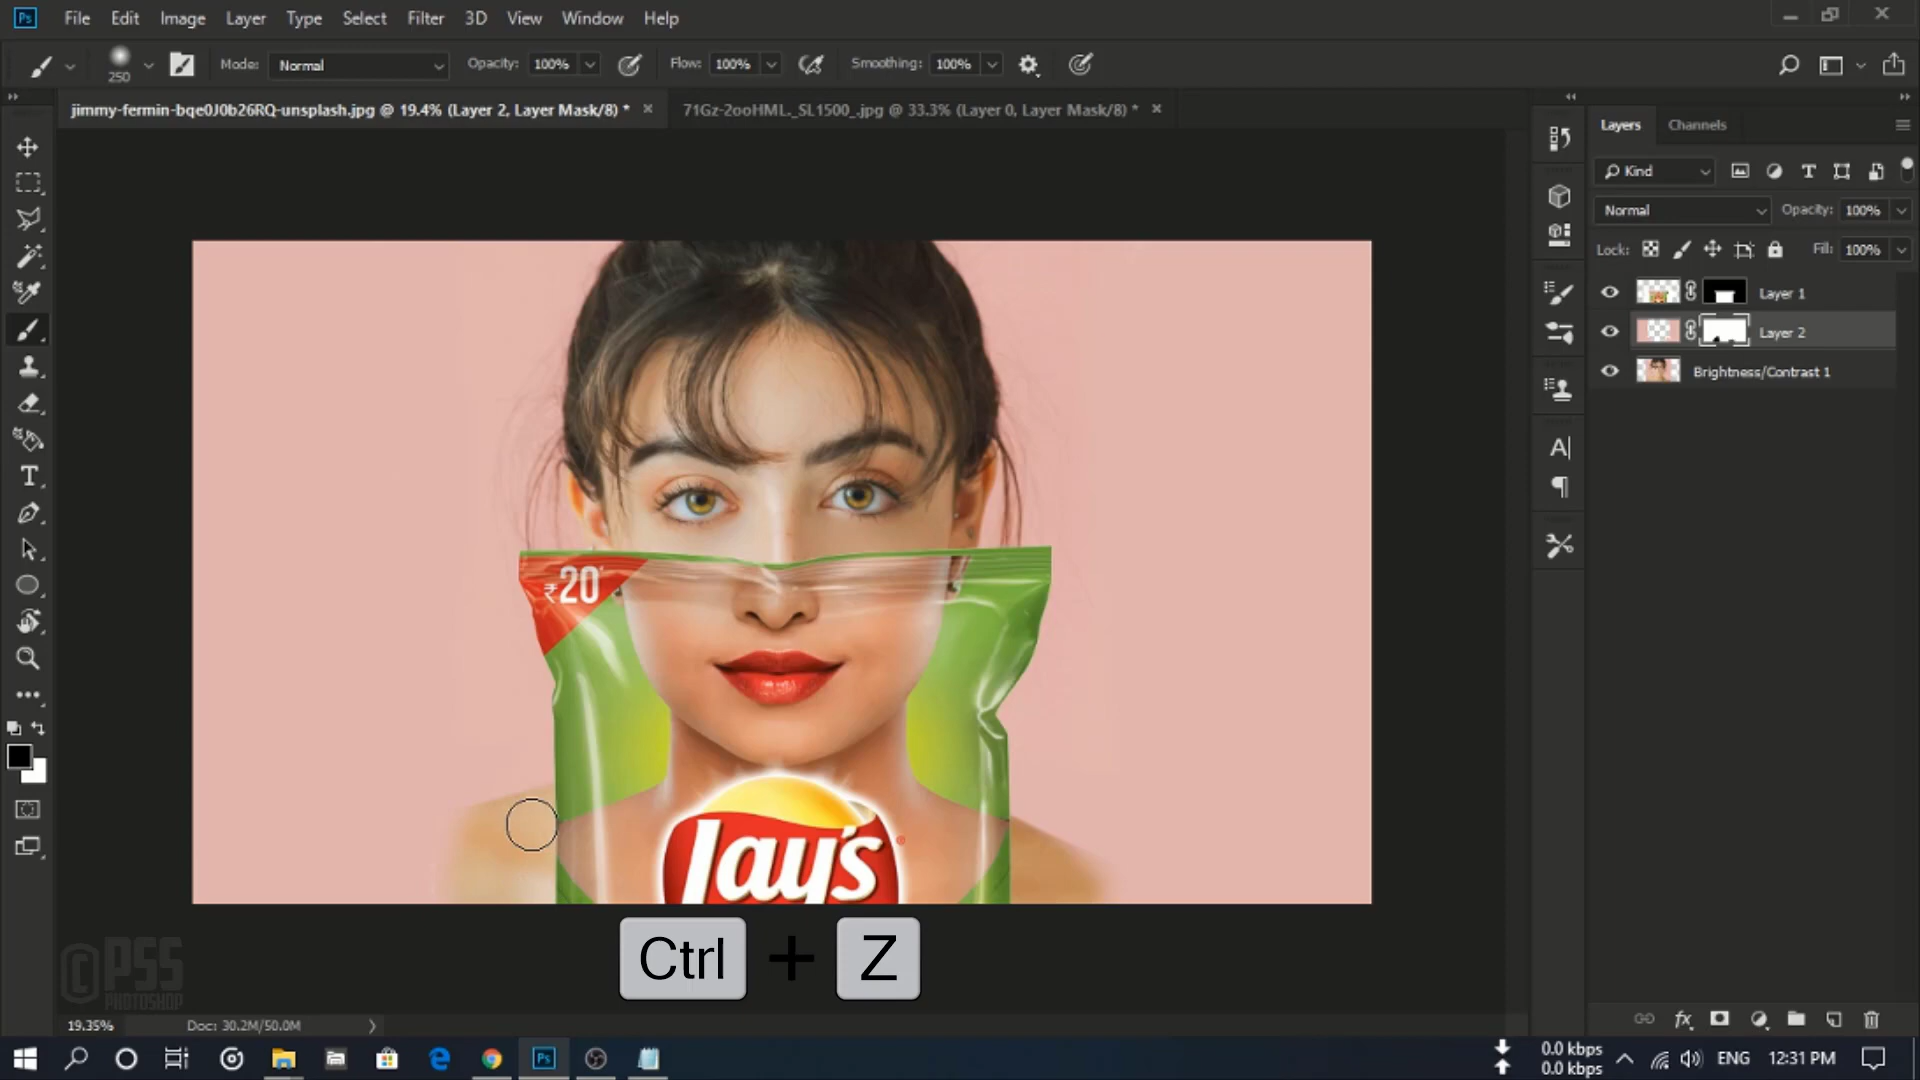 Ps File Edit Image Layer Type Select Filter 3D View Window Help
250 Mode: Normal Opacity: 100% Flow: 100% Smoothing: 100%
jimmy-fermin-bqe0J0b26RQ-unsplash.jpg @ 19.4% (Layer 2, Layer Mask/8) * 71Gz-2ooHML._SL1500_.jpg @ 33.3% (Layer 0, Layer Mask/8) *
Layers Channels
Kind
Normal Opacity: 100%
Lock: Fill: 100%
Layer 1
Layer 2
Brightness/Contrast 1
₹20
Lay's
Ctrl + Z
©PSS
PHOTOSHOP
19.35% Doc: 30.2M/50.0M
0.0 kbps
0.0 kbps
ENG 12:31 PM